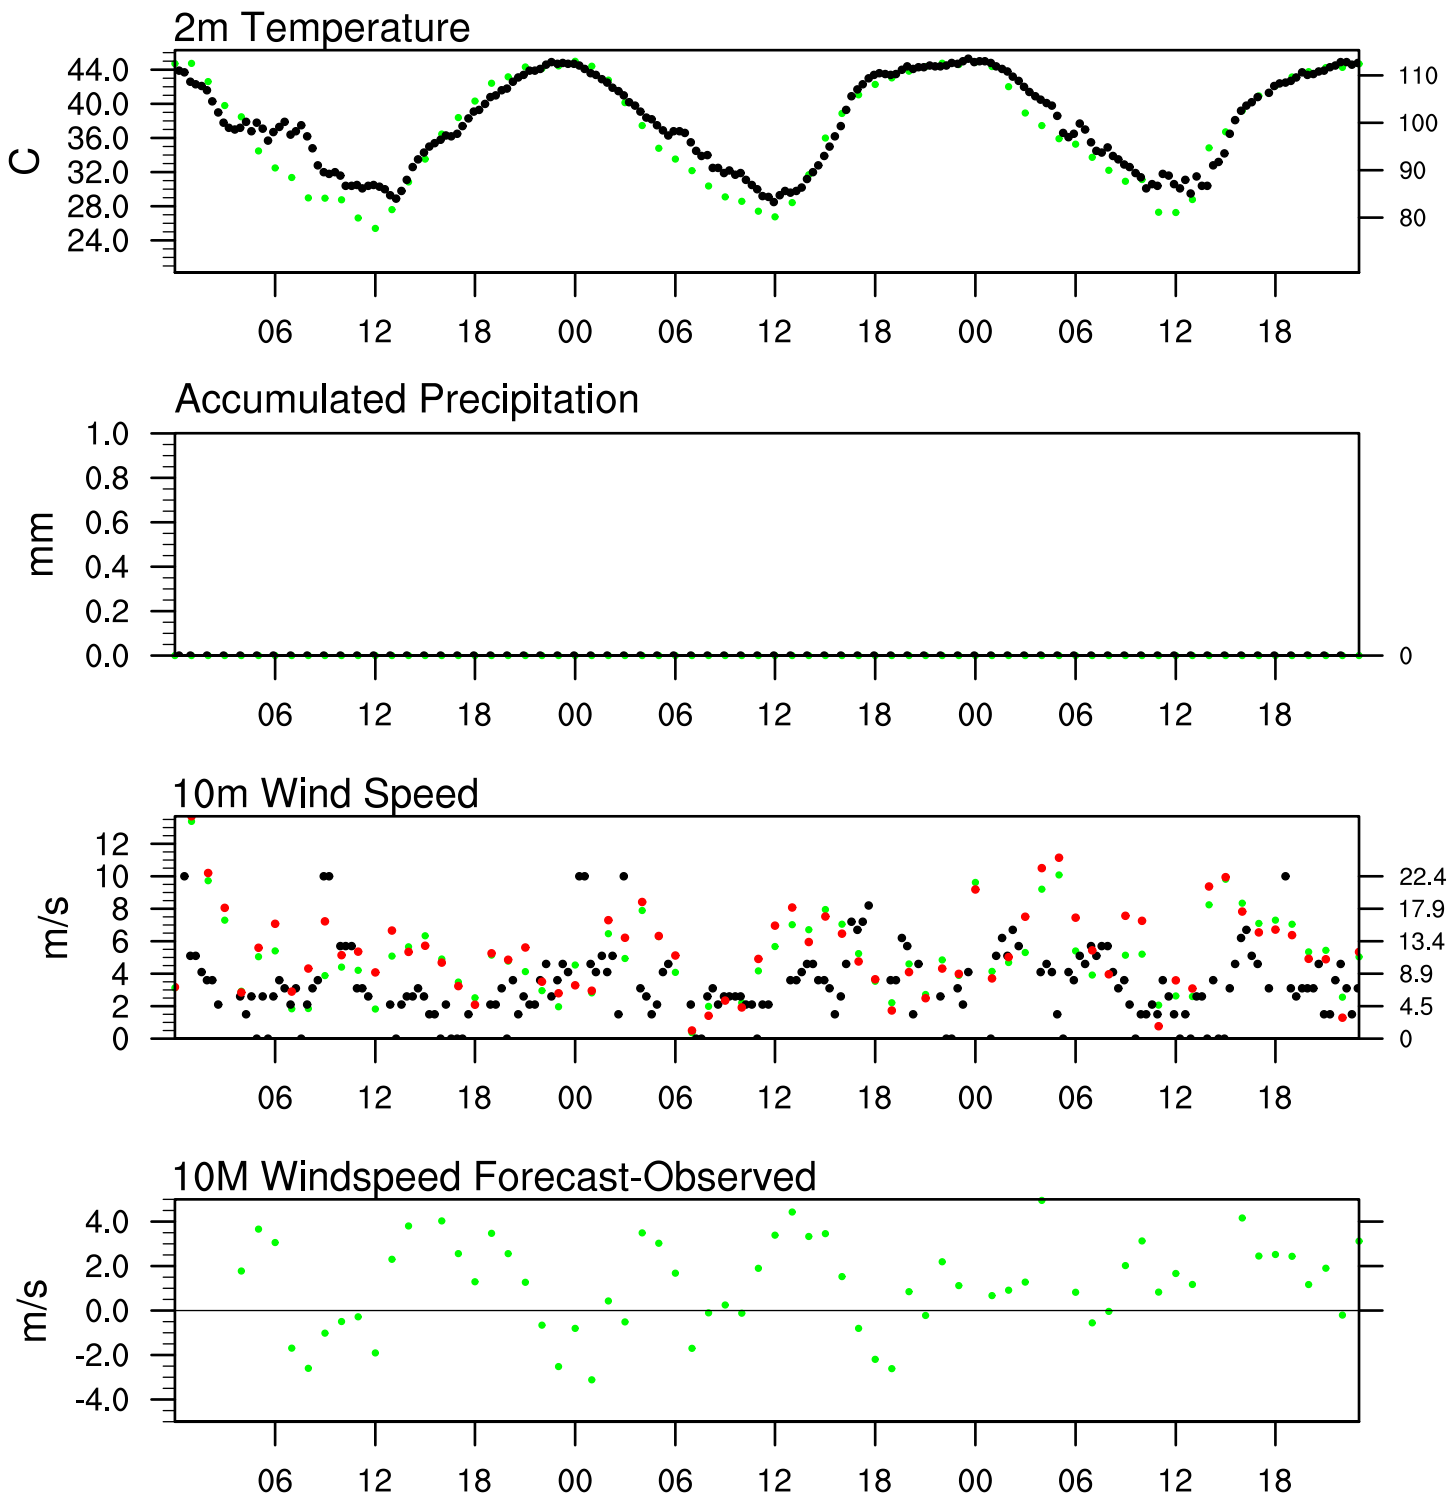 2m Temperature
44.0
40.0
36.0
32.0
28.0
24.0
C
110
100
90
80
06 12 18 00 06 12 18 00 06 12 18
Accumulated Precipitation
1.0
0.8
0.6
0.4
0.2
0.0
mm
0
06 12 18 00 06 12 18 00 06 12 18
10m Wind Speed
12
10
8
6
4
2
0
m/s
22.4
17.9
13.4
8.9
4.5
0
06 12 18 00 06 12 18 00 06 12 18
10M Windspeed Forecast-Observed
4.0
2.0
0.0
-2.0
-4.0
m/s
06 12 18 00 06 12 18 00 06 12 18